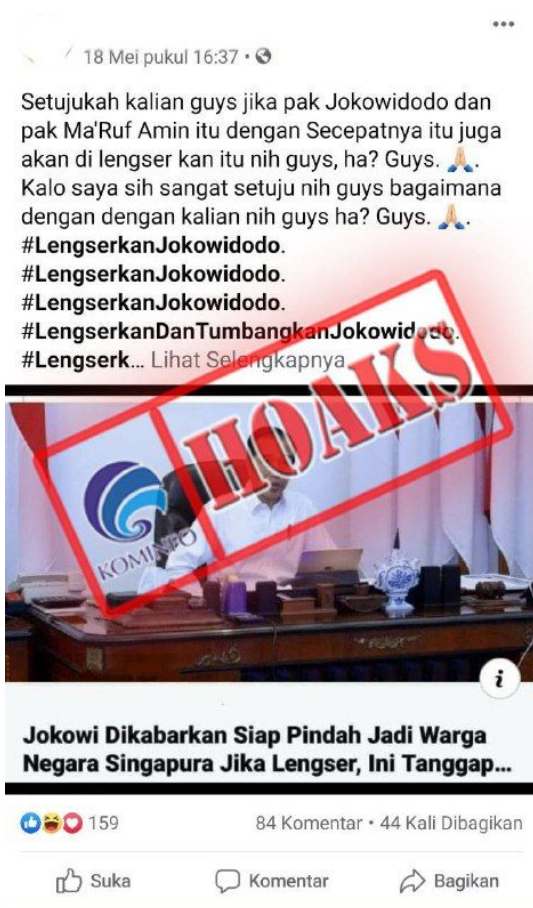 18 Mei pukul 16:37 •
Setujukah kalian guys jika pak Jokowidodo dan
pak Ma'Ruf Amin itu dengan Secepatnya itu juga
akan di lengser kan itu nih guys, ha? Guys. 🙏🏻.
Kalo saya sih sangat setuju nih guys bagaimana
dengan dengan kalian nih guys ha? Guys. 🙏🏻.
#LengserkanJokowidodo.
#LengserkanJokowidodo.
#LengserkanJokowidodo.
#LengserkanDanTumbangkanJokowidodo.
#Lengserk... Lihat Selengkapnya
HOAKS
KOMINFO
i
Jokowi Dikabarkan Siap Pindah Jadi Warga
Negara Singapura Jika Lengser, Ini Tanggap...
159 84 Komentar • 44 Kali Dibagikan
Suka Komentar Bagikan